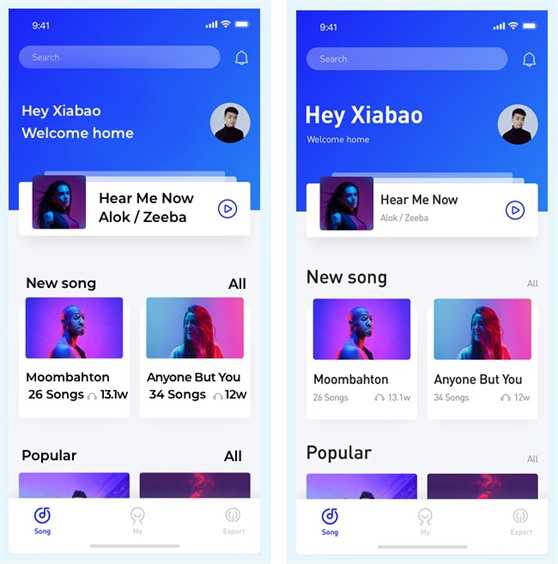 9:41
Search
Hey Xiabao
Welcome home
Hear Me Now
Alok / Zeeba
New song All
Moombahton
26 Songs 13.1w
Anyone But You
34 Songs 12w
Popular All
Song My Expert
9:41
Search
Hey Xiabao
Welcome home
Hear Me Now
Alok / Zeeba
New song All
Moombahton
26 Songs 13.1w
Anyone But You
34 Songs 12w
Popular All
Song My Expert